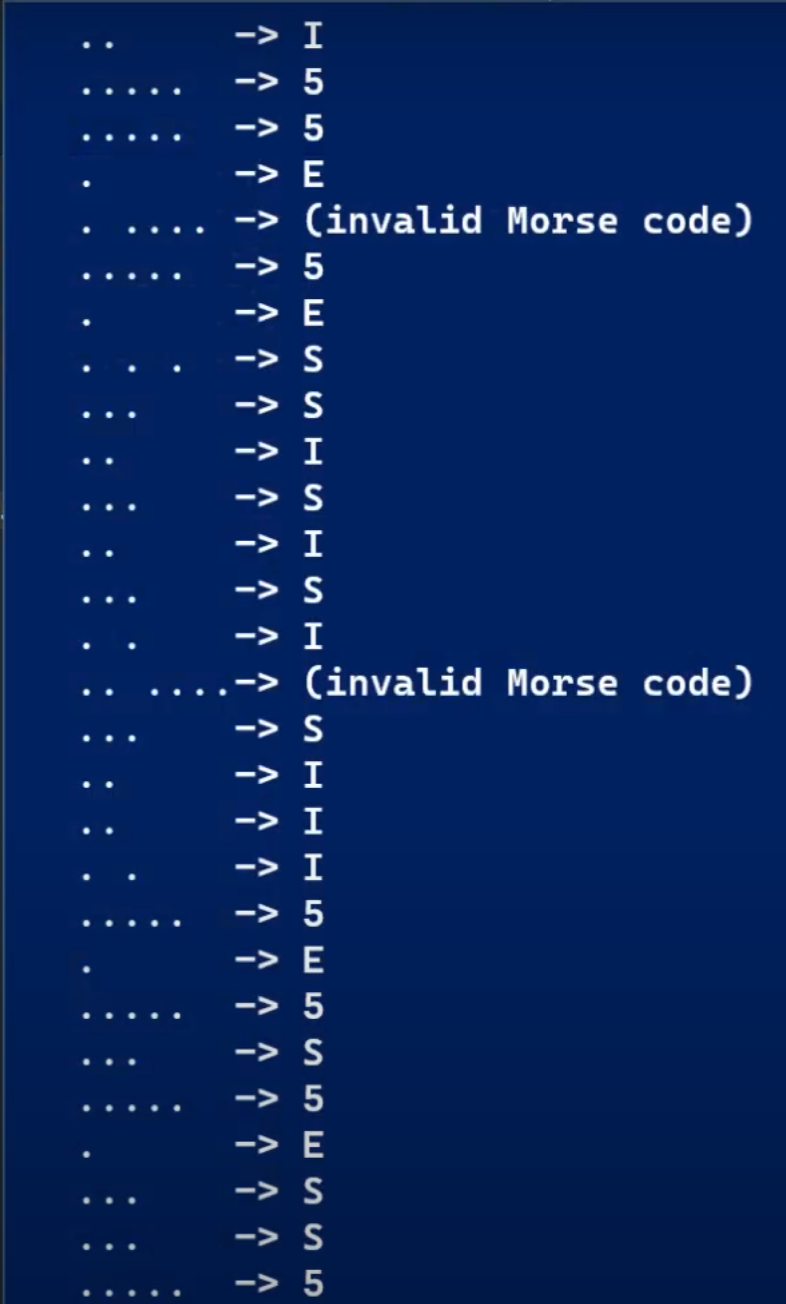 ..     -> I
.....  -> 5
.....  -> 5
.      -> E
. .... -> (invalid Morse code)
.....  -> 5
.      -> E
. . .  -> S
...    -> S
..     -> I
...    -> S
..     -> I
...    -> S
. .    -> I
.. ....-> (invalid Morse code)
...    -> S
..     -> I
..     -> I
. .    -> I
.....  -> 5
.      -> E
.....  -> 5
...    -> S
.....  -> 5
.      -> E
...    -> S
...    -> S
.....  -> 5